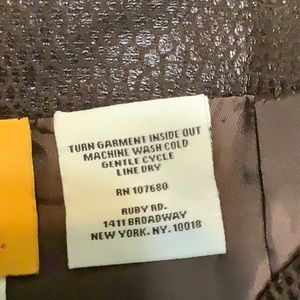 TURN GARMENT INSIDE OUT
MACHINE WASH COLD
GENTLE CYCLE
LINE DRY
RN 107680
RUBY RD.
1411 BROADWAY
NEW YORK. NY. 10018